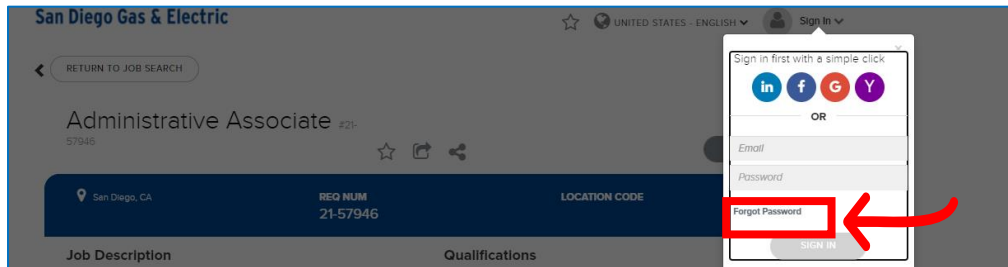 San Diego Gas & Electric
UNITED STATES - ENGLISH
Sign In
RETURN TO JOB SEARCH
Sign in first with a simple click
in f G Y
OR
Administrative Associate #21-
57946
Email
Password
San Diego, CA
REQ NUM
LOCATION CODE
21-57946
Forgot Password
SIGN IN
Job Description
Qualifications